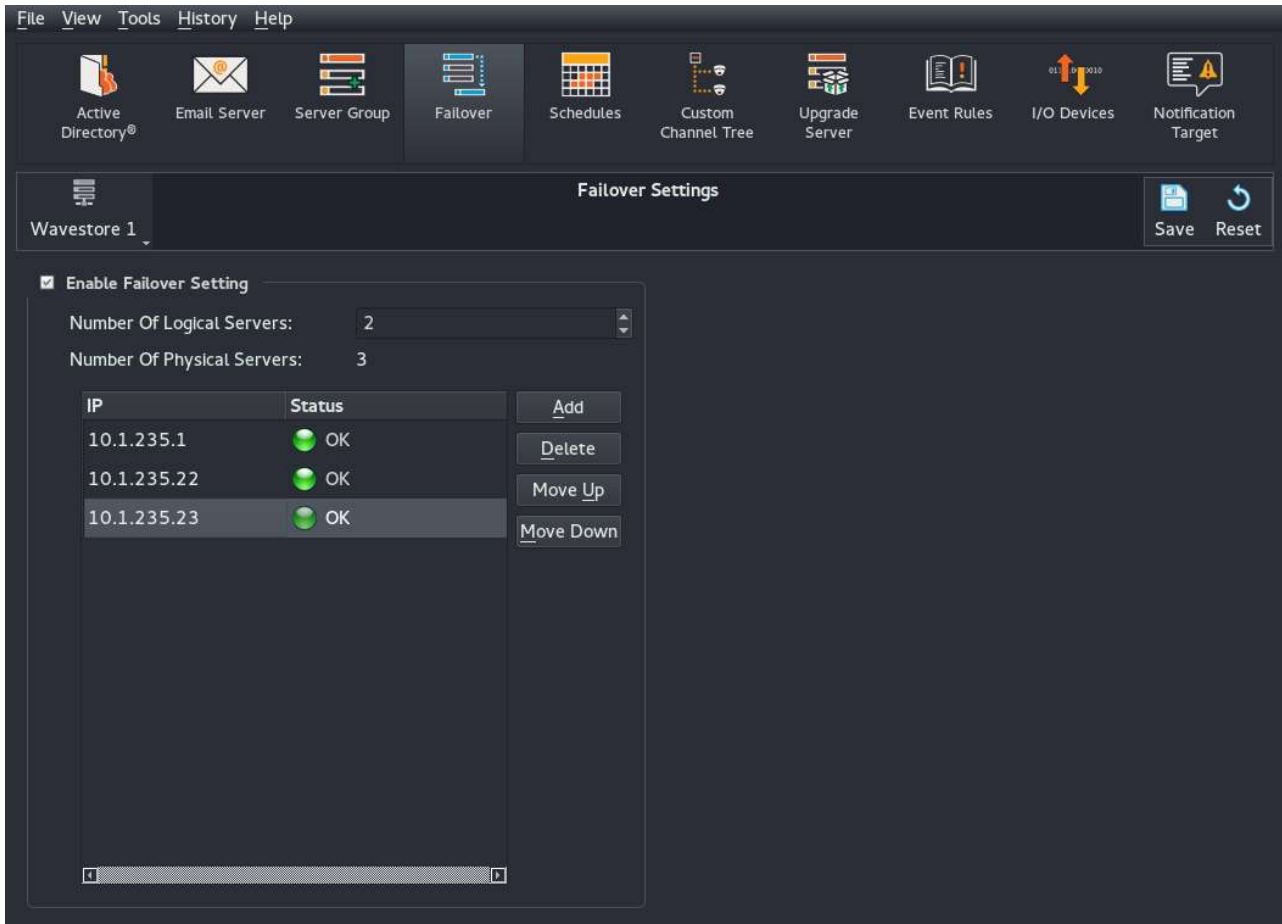 File View Tools History Help
Active Directory®
Email Server
Server Group
Failover
Schedules
Custom Channel Tree
Upgrade Server
Event Rules
I/O Devices
Notification Target
Wavestore 1
Failover Settings
Save
Reset
Enable Failover Setting
Number Of Logical Servers: 2
Number Of Physical Servers: 3
IP Status
10.1.235.1 OK
10.1.235.22 OK
10.1.235.23 OK
Add
Delete
Move Up
Move Down